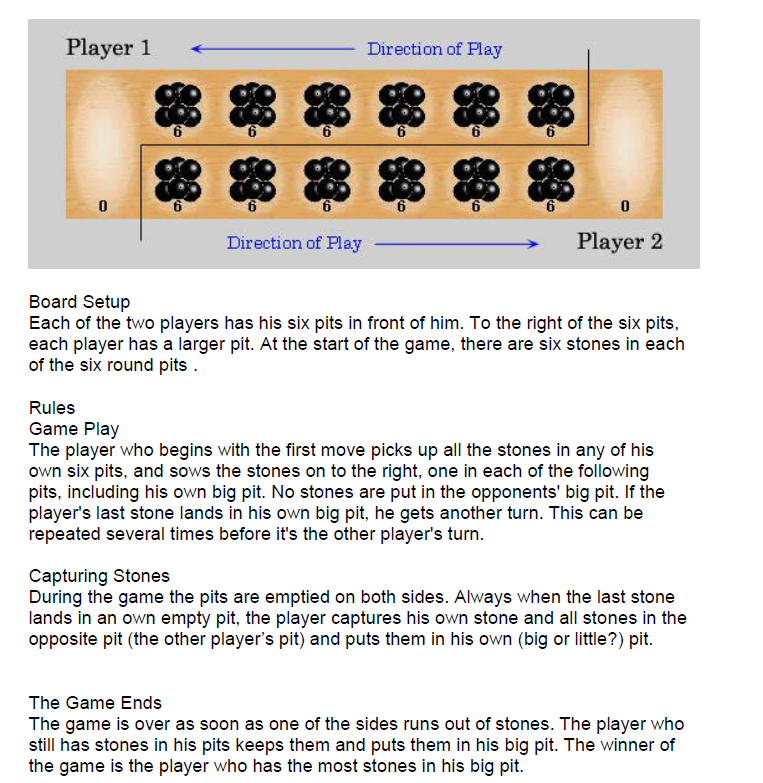 Player 1
Direction of Play
6 6 6 6 6 6
0 6 6 6 6 6 6 0
Direction of Play
Player 2
Board Setup
Each of the two players has his six pits in front of him. To the right of the six pits,
each player has a larger pit. At the start of the game, there are six stones in each
of the six round pits .
Rules
Game Play
The player who begins with the first move picks up all the stones in any of his
own six pits, and sows the stones on to the right, one in each of the following
pits, including his own big pit. No stones are put in the opponents' big pit. If the
player's last stone lands in his own big pit, he gets another turn. This can be
repeated several times before it's the other player's turn.
Capturing Stones
During the game the pits are emptied on both sides. Always when the last stone
lands in an own empty pit, the player captures his own stone and all stones in the
opposite pit (the other player’s pit) and puts them in his own (big or little?) pit.
The Game Ends
The game is over as soon as one of the sides runs out of stones. The player who
still has stones in his pits keeps them and puts them in his big pit. The winner of
the game is the player who has the most stones in his big pit.